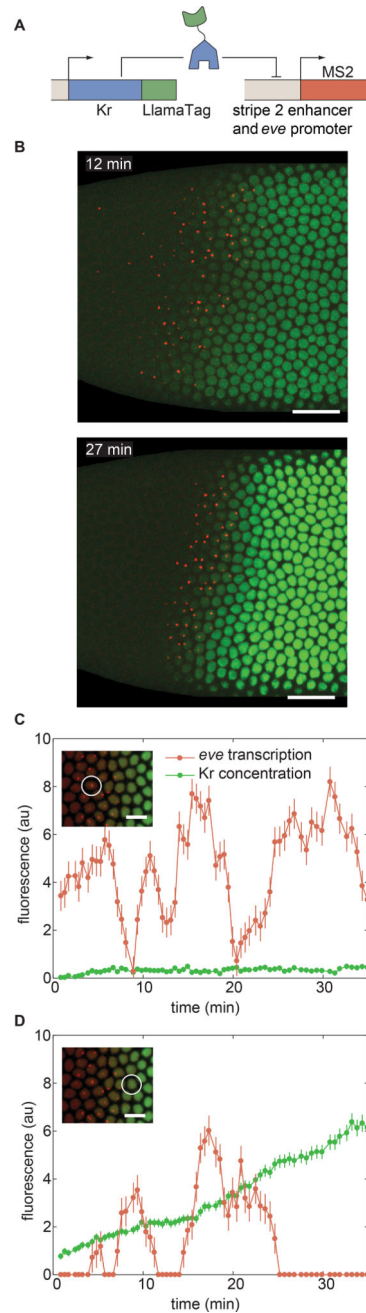 A
MS2
Kr
LlamaTag
stripe 2 enhancer
and eve promoter
B
12 min
27 min
C
10
8
6
4
2
0
fluorescence (au)
eve transcription
Kr concentration
0
10
20
30
time (min)
D
10
8
6
4
2
0
fluorescence (au)
0
10
20
30
time (min)